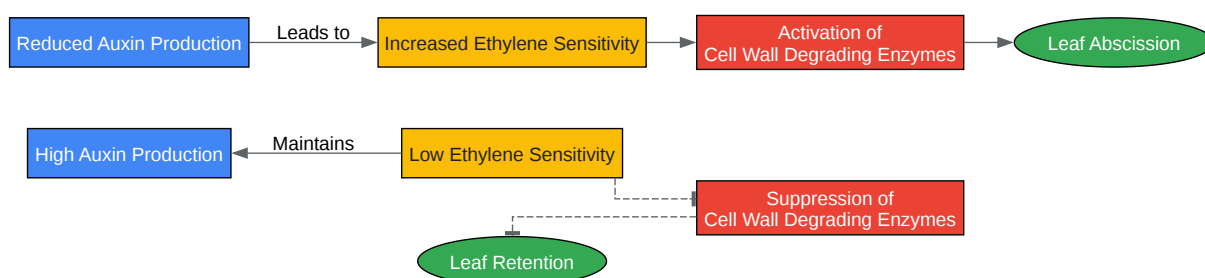 Reduced Auxin Production
Leads to
Increased Ethylene Sensitivity
Activation of
Cell Wall Degrading Enzymes
Leaf Abscission
High Auxin Production
Maintains
Low Ethylene Sensitivity
Suppression of
Cell Wall Degrading Enzymes
Leaf Retention